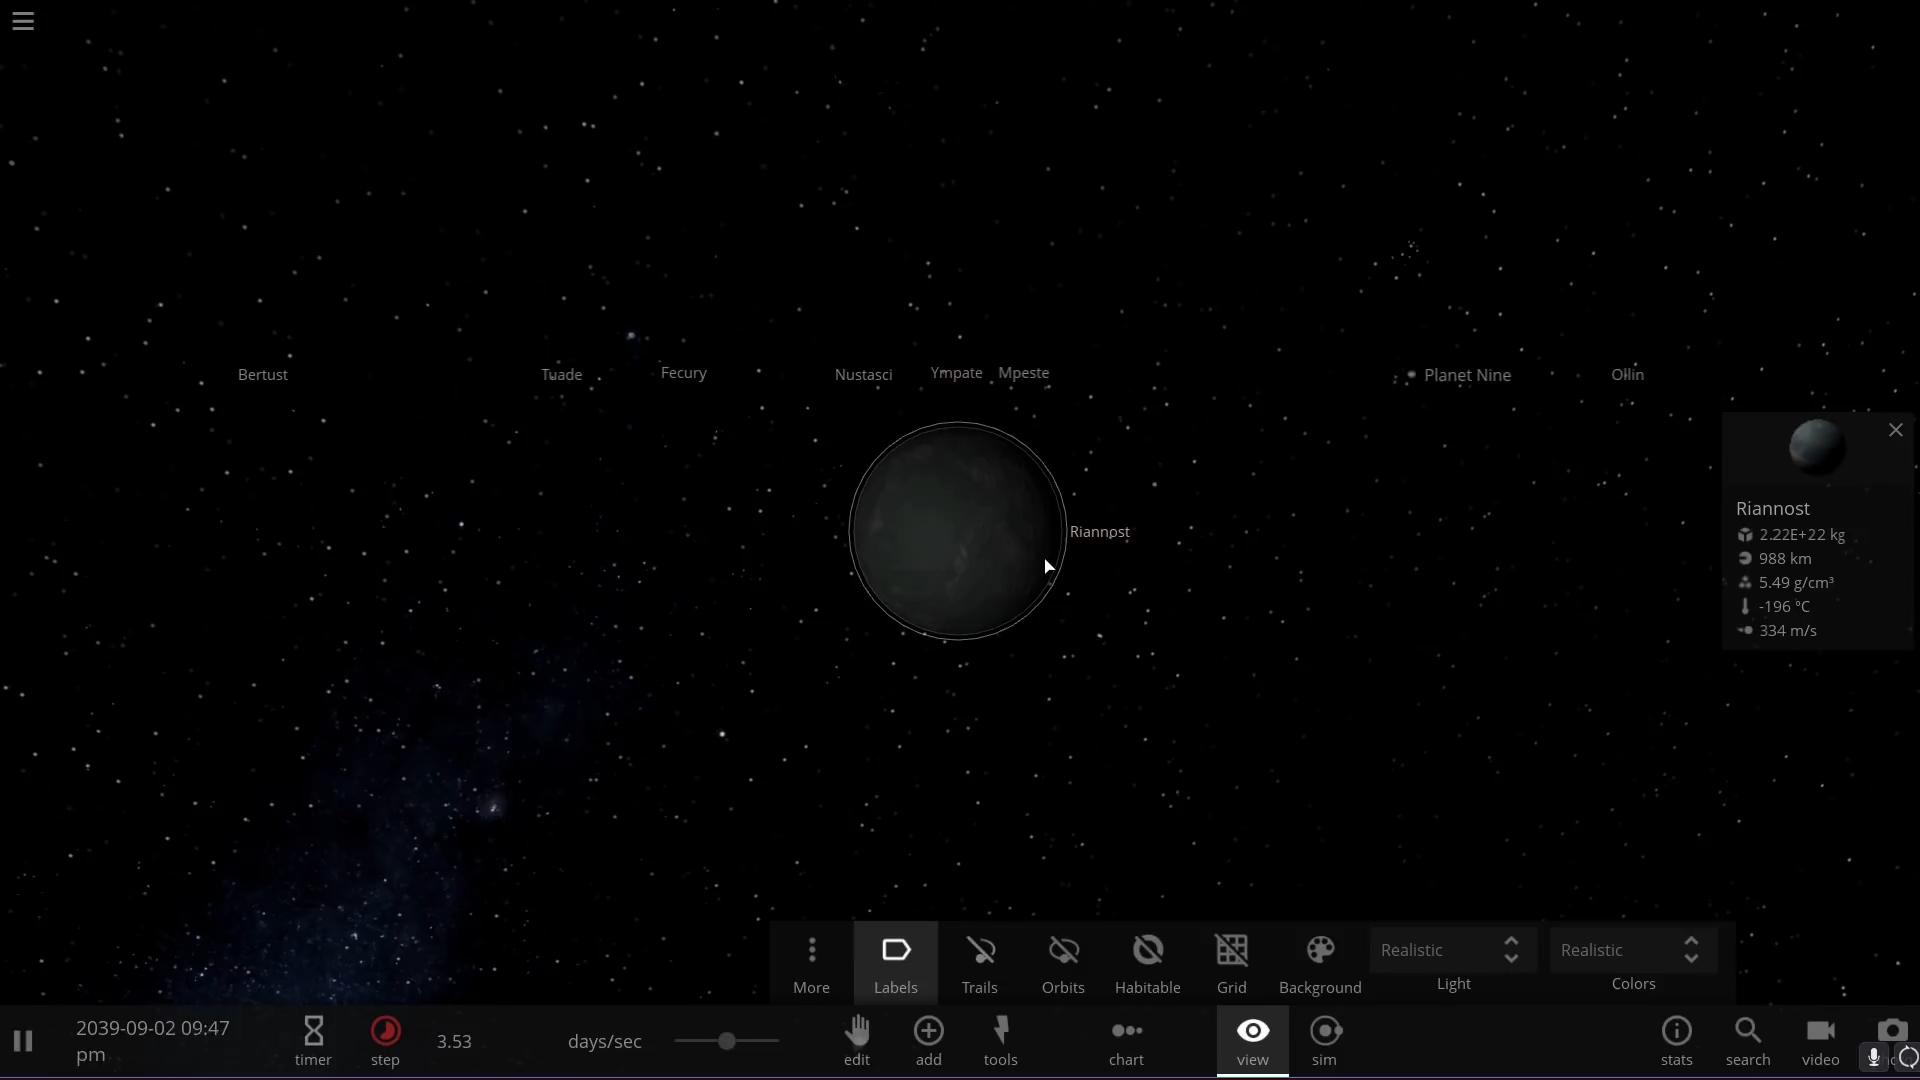 Bertust
Tuade
Fecury
Nustasci
Ympate
Mpeste
Planet Nine
Ollin
Riannost
Riannost
2.22E+22 kg
988 km
5.49 g/cm³
-196 °C
334 m/s
More
Labels
Trails
Orbits
Habitable
Grid
Background
Realistic
Light
Realistic
Colors
2039-09-02 09:47
pm
timer
step
3.53
days/sec
edit
add
tools
chart
view
sim
stats
search
video